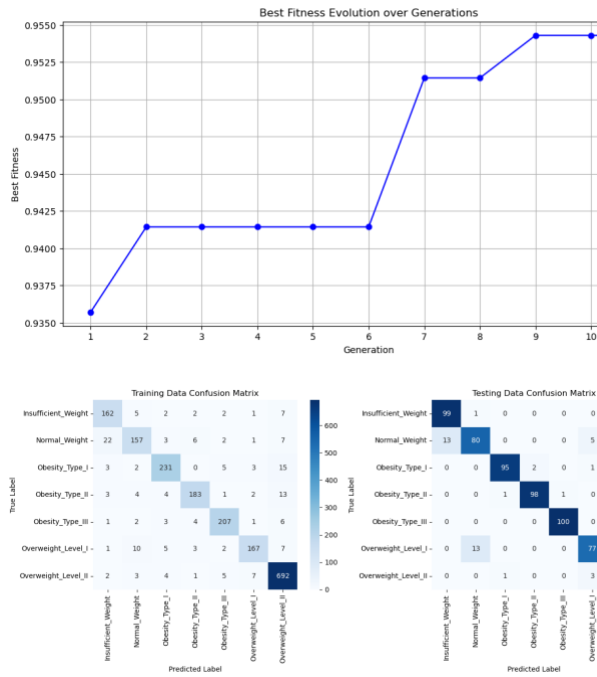 Best Fitness Evolution over Generations
0.9550
0.9525
0.9500
0.9475
0.9450
0.9425
0.9400
0.9375
0.9350
Best Fitness
1 2 3 4 5 6 7 8 9 10
Generation
Training Data Confusion Matrix
True Label
Insufficient_Weight 162 5 2 2 2 1 7
Normal_Weight 22 157 3 6 2 1 7
Obesity_Type_I 3 2 231 0 5 3 15
Obesity_Type_II 3 4 4 183 1 2 13
Obesity_Type_III 1 2 3 4 207 1 6
Overweight_Level_I 1 10 5 3 2 167 7
Overweight_Level_II 2 3 4 1 5 7 692
Insufficient_Weight Normal_Weight Obesity_Type_I Obesity_Type_II Obesity_Type_III Overweight_Level_I Overweight_Level_II
Predicted Label
600
500
400
300
200
100
0
Testing Data Confusion Matrix
True Label
Insufficient_Weight 99 1 0 0 0 0
Normal_Weight 13 80 0 0 0 5
Obesity_Type_I 0 0 95 2 0 1
Obesity_Type_II 0 0 1 98 1 0
Obesity_Type_III 0 0 0 0 100 0
Overweight_Level_I 0 13 0 0 0 77
Overweight_Level_II 0 0 1 0 0 3
Insufficient_Weight Normal_Weight Obesity_Type_I Obesity_Type_II Obesity_Type_III Overweight_Level_I
Predicted Label